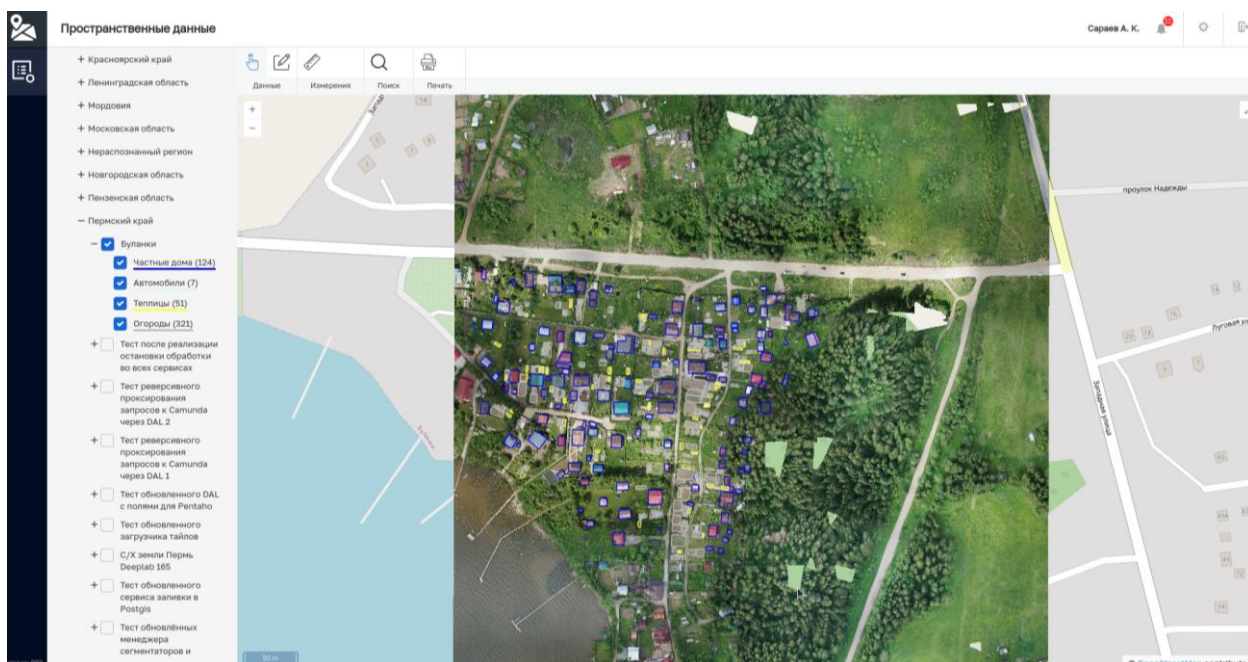 Пространственные данные
Сараев А. К.
+ Красноярский край
+ Ленинградская область
+ Мордовия
+ Московская область
+ Нераспознанный регион
+ Новгородская область
+ Пензенская область
− Пермский край
− Буланки
Частные дома (124)
Автомобили (7)
Теплицы (51)
Огороды (321)
+ Тест после реализации
остановки обработки
во всех сервисах
+ Тест реверсивного
проксирования
запросов к Camunda
через DAL 2
+ Тест реверсивного
проксирования
запросов к Camunda
через DAL 1
+ Тест обновленного DAL
с полями для Pentaho
+ Тест обновленного
загрузчика тайлов
+ С/Х земли Пермь
Deeplab 165
+ Тест обновленного
сервиса заливки в
Postgis
+ Тест обновлённых
менеджера
сегментаторов и
Данные
Измерения
Поиск
Печать
+
−
проулок Надежды
Луговая
Западная улица
50 m